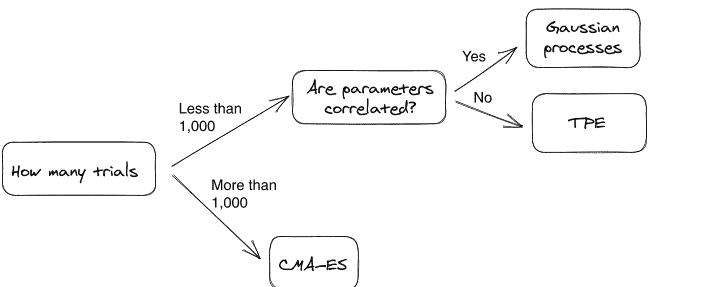 How many trials
Less than
1,000
More than
1,000
Are parameters
correlated?
Yes
No
Gaussian
processes
TPE
CMA-ES